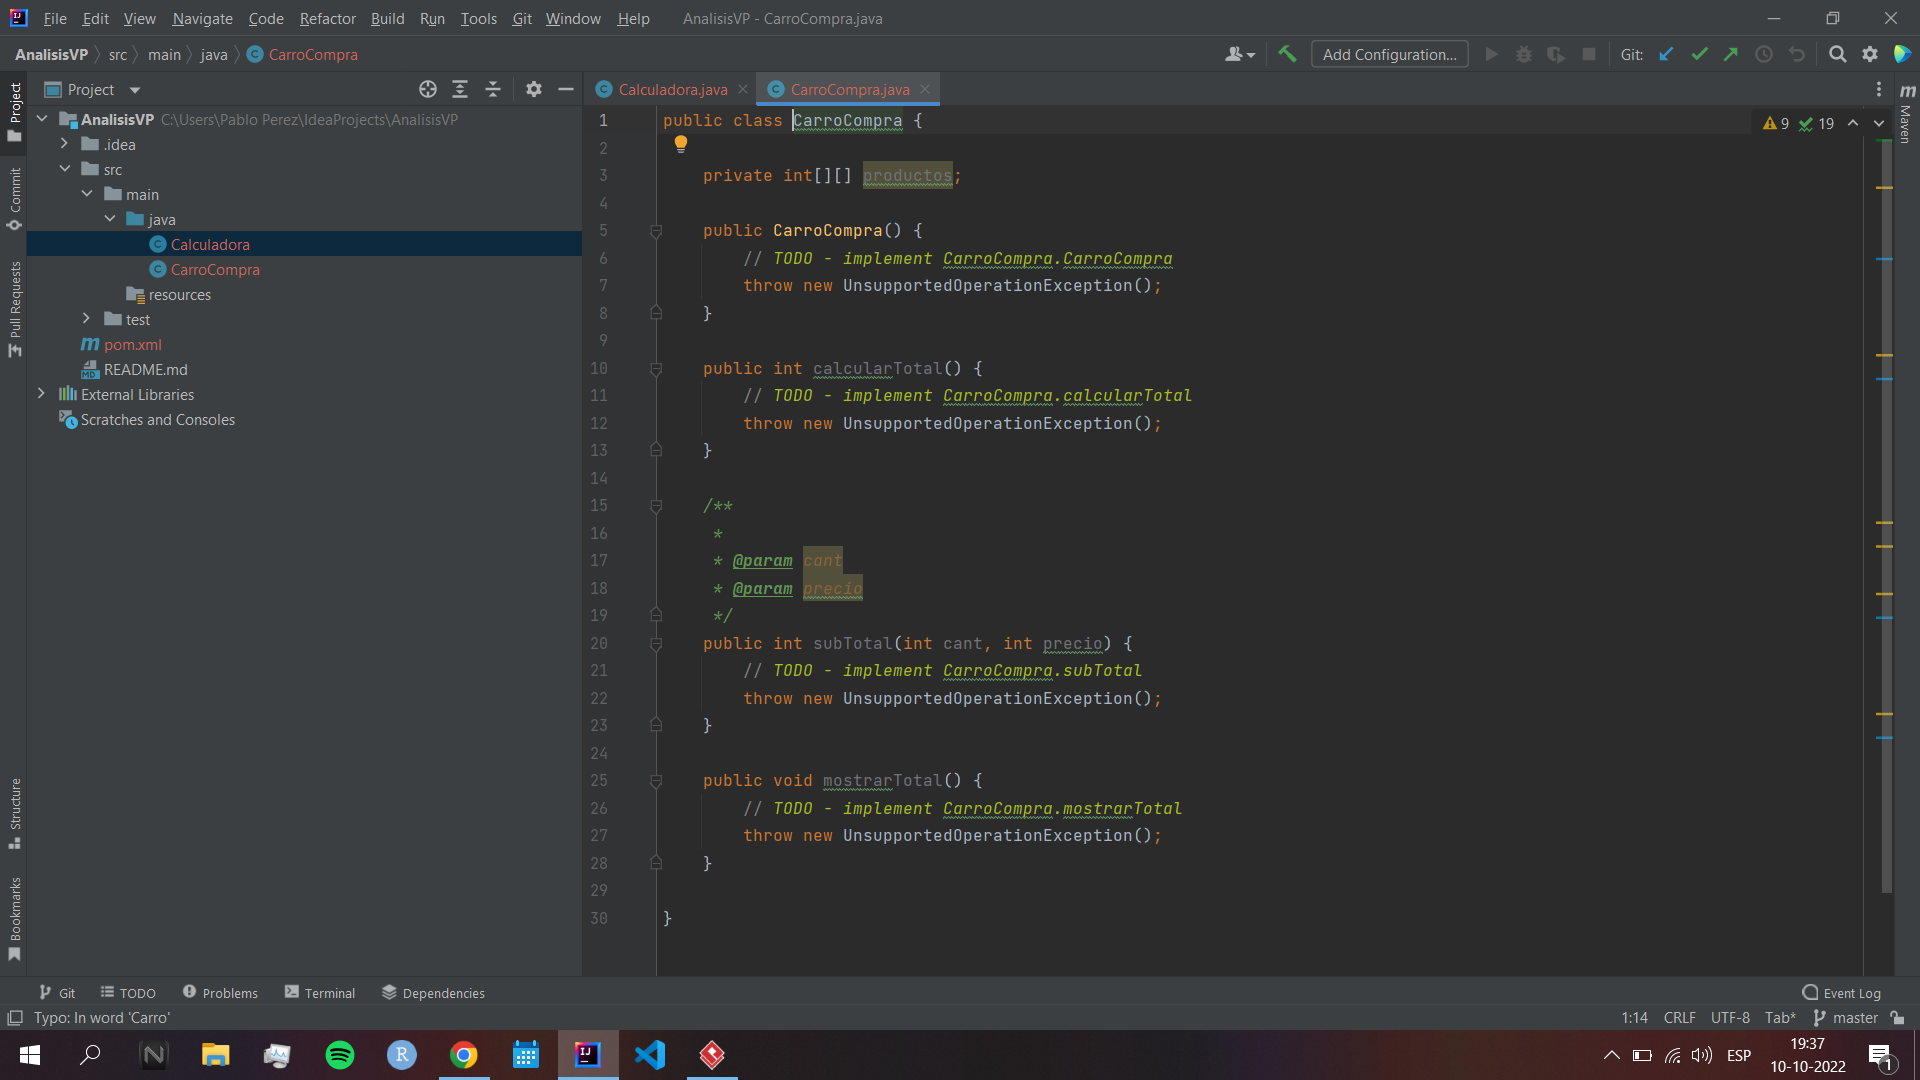 File Edit View Navigate Code Refactor Build Run Tools Git Window Help AnalisisVP - CarroCompra.java
AnalisisVP src main java CarroCompra Add Configuration... Git:
Project
Calculadora.java CarroCompra.java
AnalisisVP C:\Users\Pablo Perez\IdeaProjects\AnalisisVP
.idea
src
main
java
Calculadora
CarroCompra
resources
test
pom.xml
README.md
External Libraries
Scratches and Consoles
Project
Commit
Pull Requests
Structure
Bookmarks
Maven
9 19
1 public class CarroCompra {
2
3 private int[][] productos;
4
5 public CarroCompra() {
6 // TODO - implement CarroCompra.CarroCompra
7 throw new UnsupportedOperationException();
8 }
9
10 public int calcularTotal() {
11 // TODO - implement CarroCompra.calcularTotal
12 throw new UnsupportedOperationException();
13 }
14
15 /**
16 *
17 * @param cant
18 * @param precio
19 */
20 public int subTotal(int cant, int precio) {
21 // TODO - implement CarroCompra.subTotal
22 throw new UnsupportedOperationException();
23 }
24
25 public void mostrarTotal() {
26 // TODO - implement CarroCompra.mostrarTotal
27 throw new UnsupportedOperationException();
28 }
29
30 }
Git TODO Problems Terminal Dependencies Event Log
Typo: In word 'Carro' 1:14 CRLF UTF-8 Tab* master
ESP
19:37
10-10-2022
1